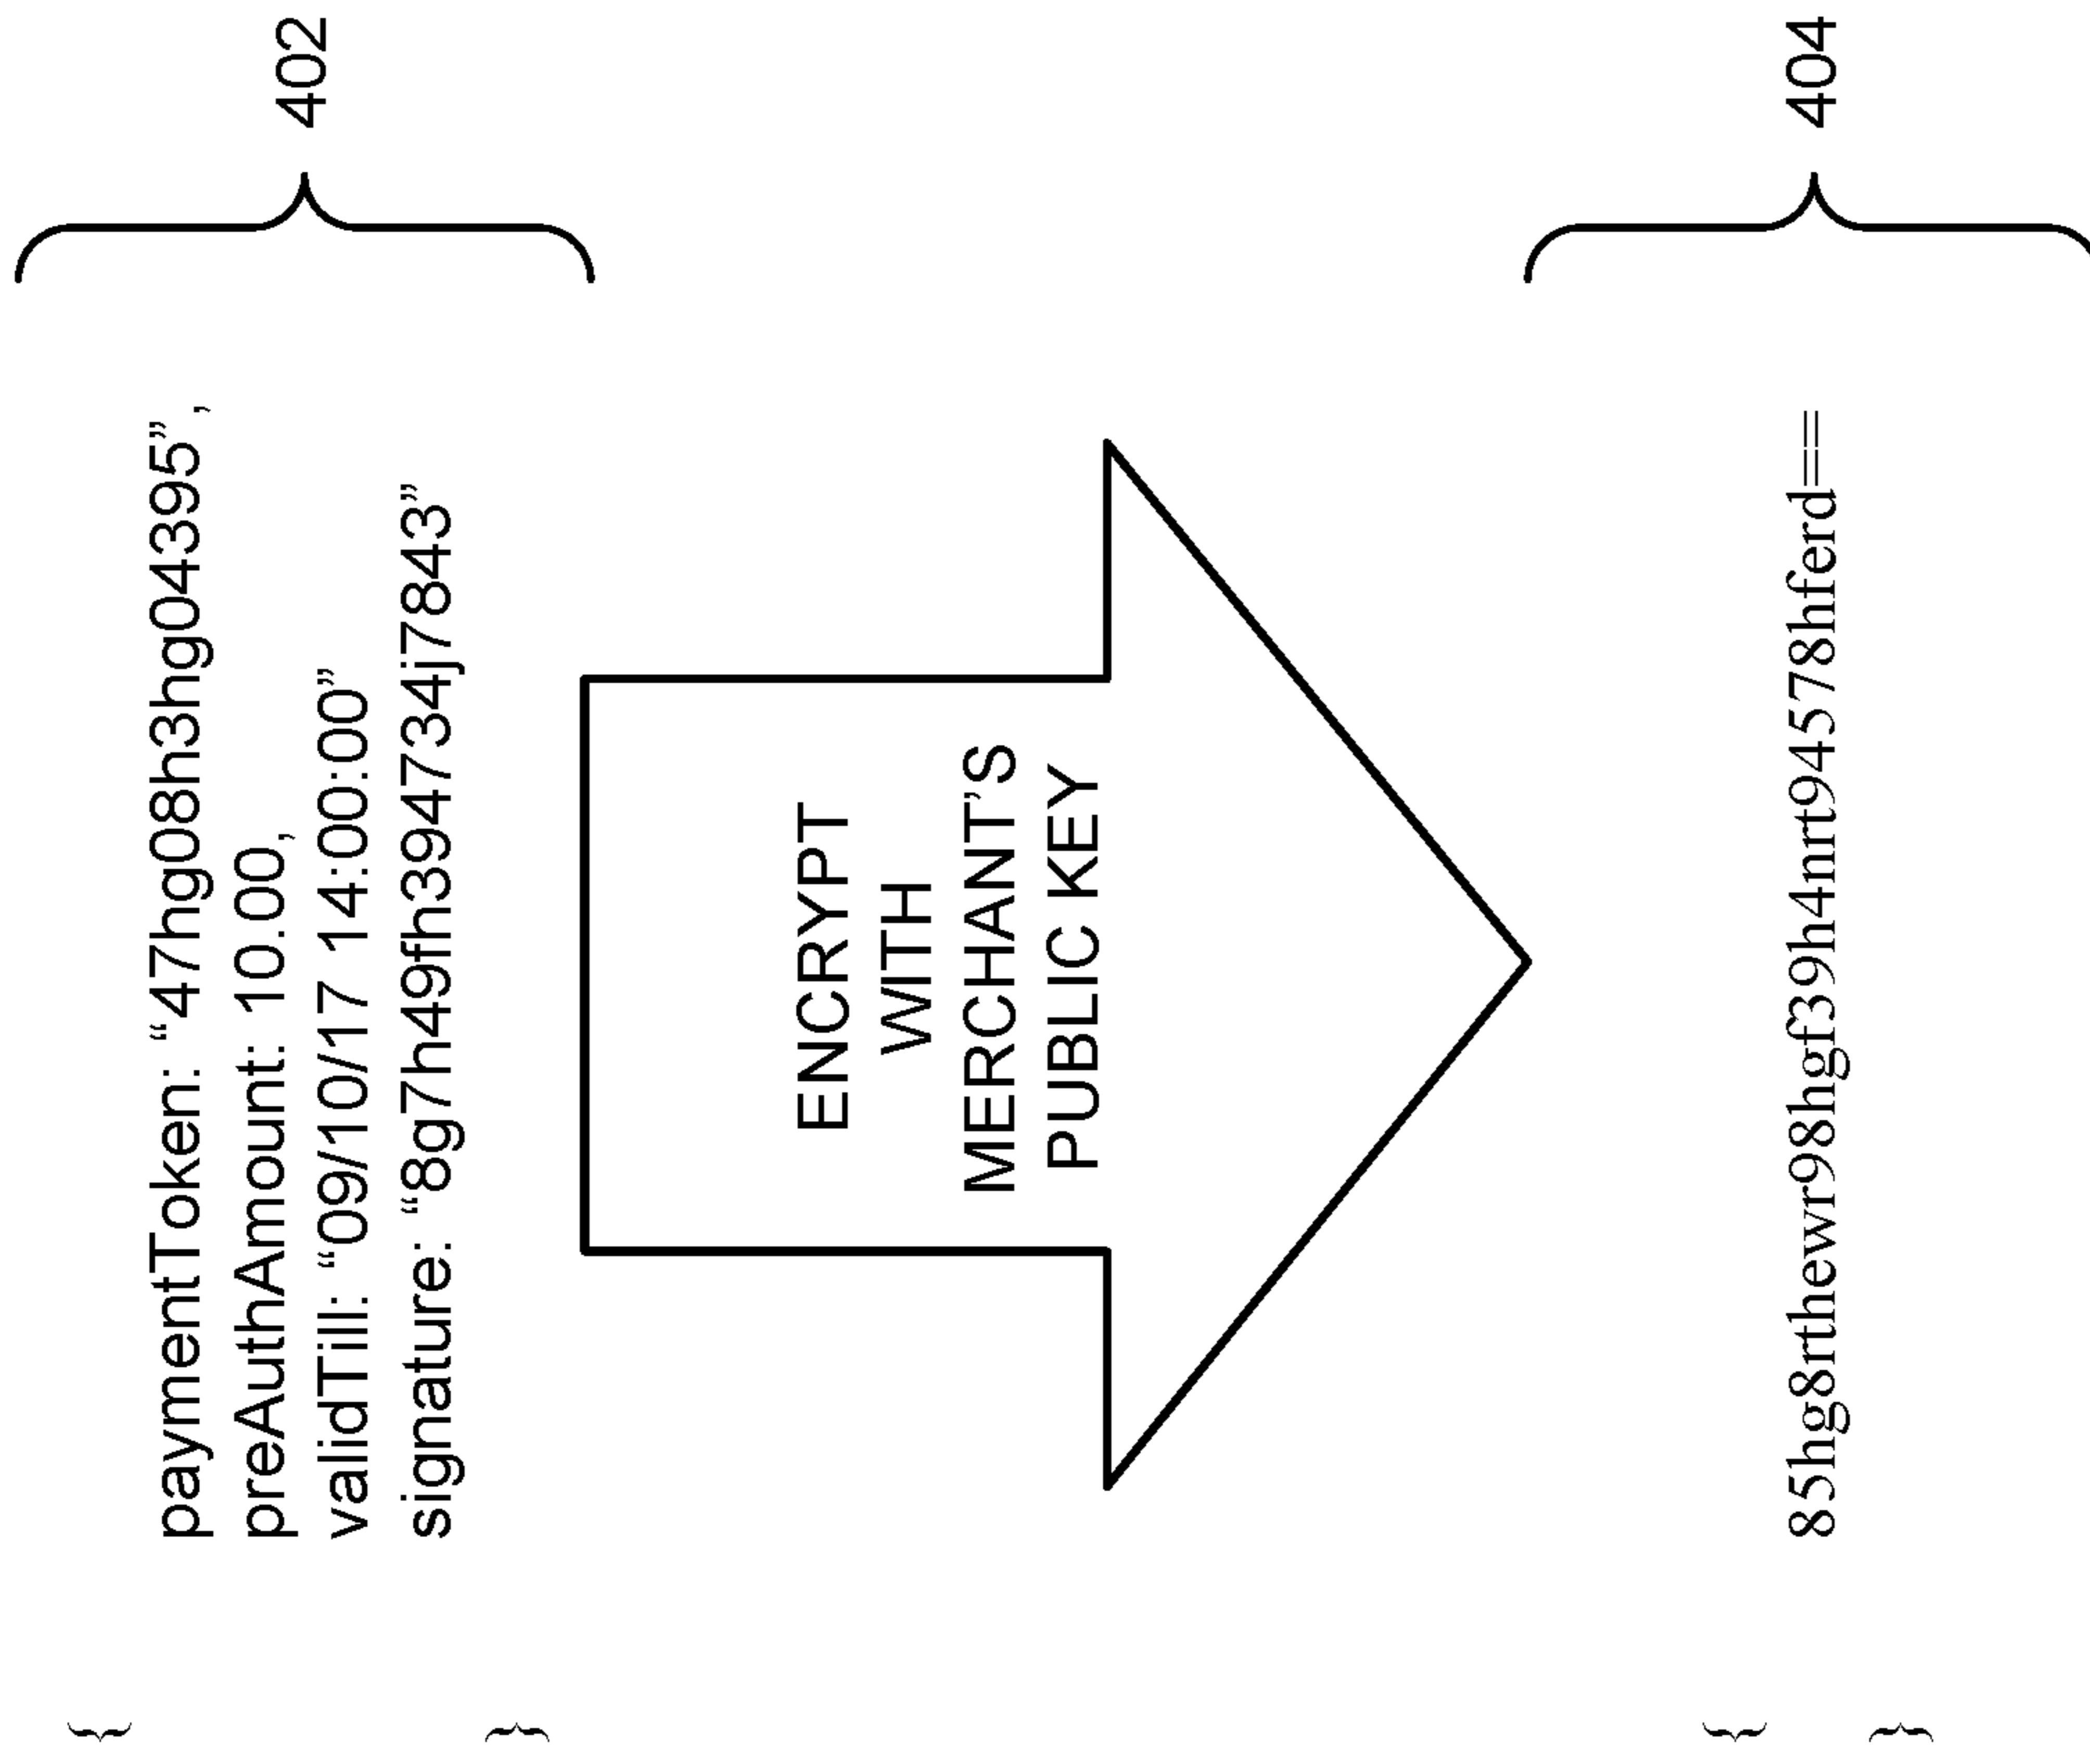 {
paymentToken: “47hg08h3hg04395”,
preAuthAmount: 10.00,
validTill: “09/10/17 14:00:00”
signature: “8g7h49fh394734j7843”
}
402
ENCRYPT
WITH
MERCHANT’S
PUBLIC KEY
{
85hg8rthewr98hgf39h4nrt94578hferd==
}
404